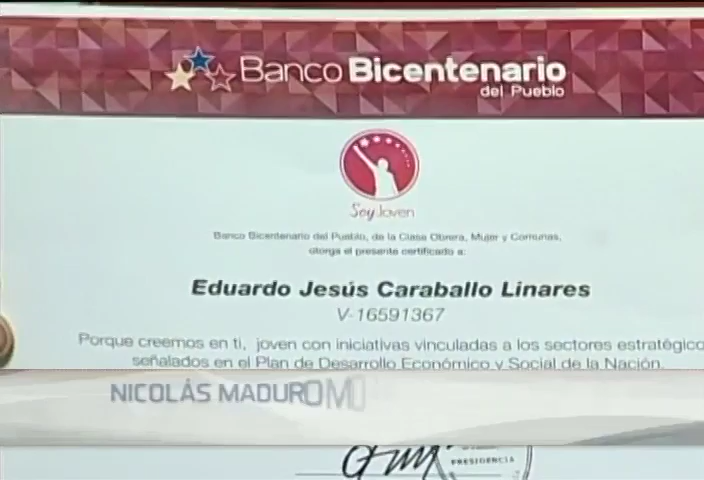 Banco Bicentenario
del Pueblo
Soy Joven
Banco Bicentenario del Pueblo, de la Clase Obrera, Mujer y Comunas,
otorga el presente certificado a:
Eduardo Jesús Caraballo Linares
V-16591367
Porque creemos en ti, joven con iniciativas vinculadas a los sectores estratégico
señalados en el Plan de Desarrollo Económico y Social de la Nación.
NICOLÁS MADURO MO
PRESIDENCIA